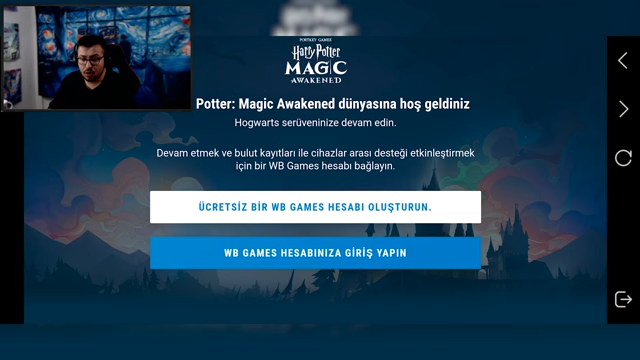 PORTKEY GAMES
Harry Potter
MAGIC
AWAKENED
Potter: Magic Awakened dünyasına hoş geldiniz
Hogwarts serüveninize devam edin.
Devam etmek ve bulut kayıtları ile cihazlar arası desteği etkinleştirmek
için bir WB Games hesabı bağlayın.
ÜCRETSİZ BİR WB GAMES HESABI OLUŞTURUN.
WB GAMES HESABINIZA GİRİŞ YAPIN